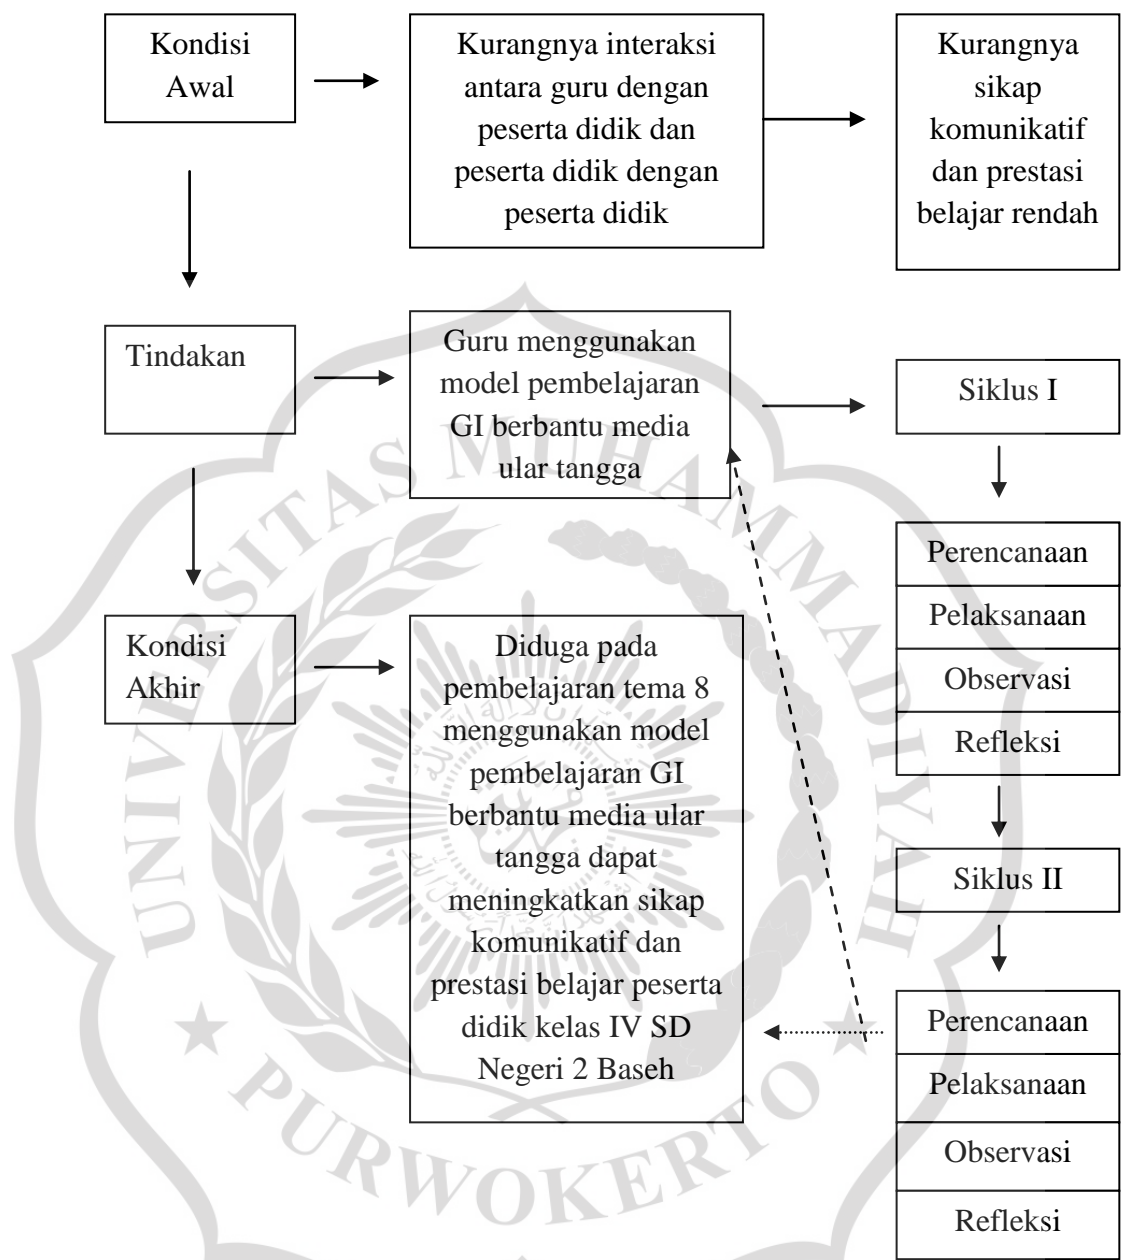 Kondisi
Awal
Kurangnya interaksi
antara guru dengan
peserta didik dan
peserta didik dengan
peserta didik
Kurangnya
sikap
komunikatif
dan prestasi
belajar rendah
Tindakan
Guru menggunakan
model pembelajaran
GI berbantu media
ular tangga
Siklus I
Perencanaan
Pelaksanaan
Observasi
Refleksi
Kondisi
Akhir
Diduga pada
pembelajaran tema 8
menggunakan model
pembelajaran GI
berbantu media ular
tangga dapat
meningkatkan sikap
komunikatif dan
prestasi belajar peserta
didik kelas IV SD
Negeri 2 Baseh
Siklus II
Perencanaan
Pelaksanaan
Observasi
Refleksi
UNIVERSITAS MUHAMMADIYAH
PURWOKERTO